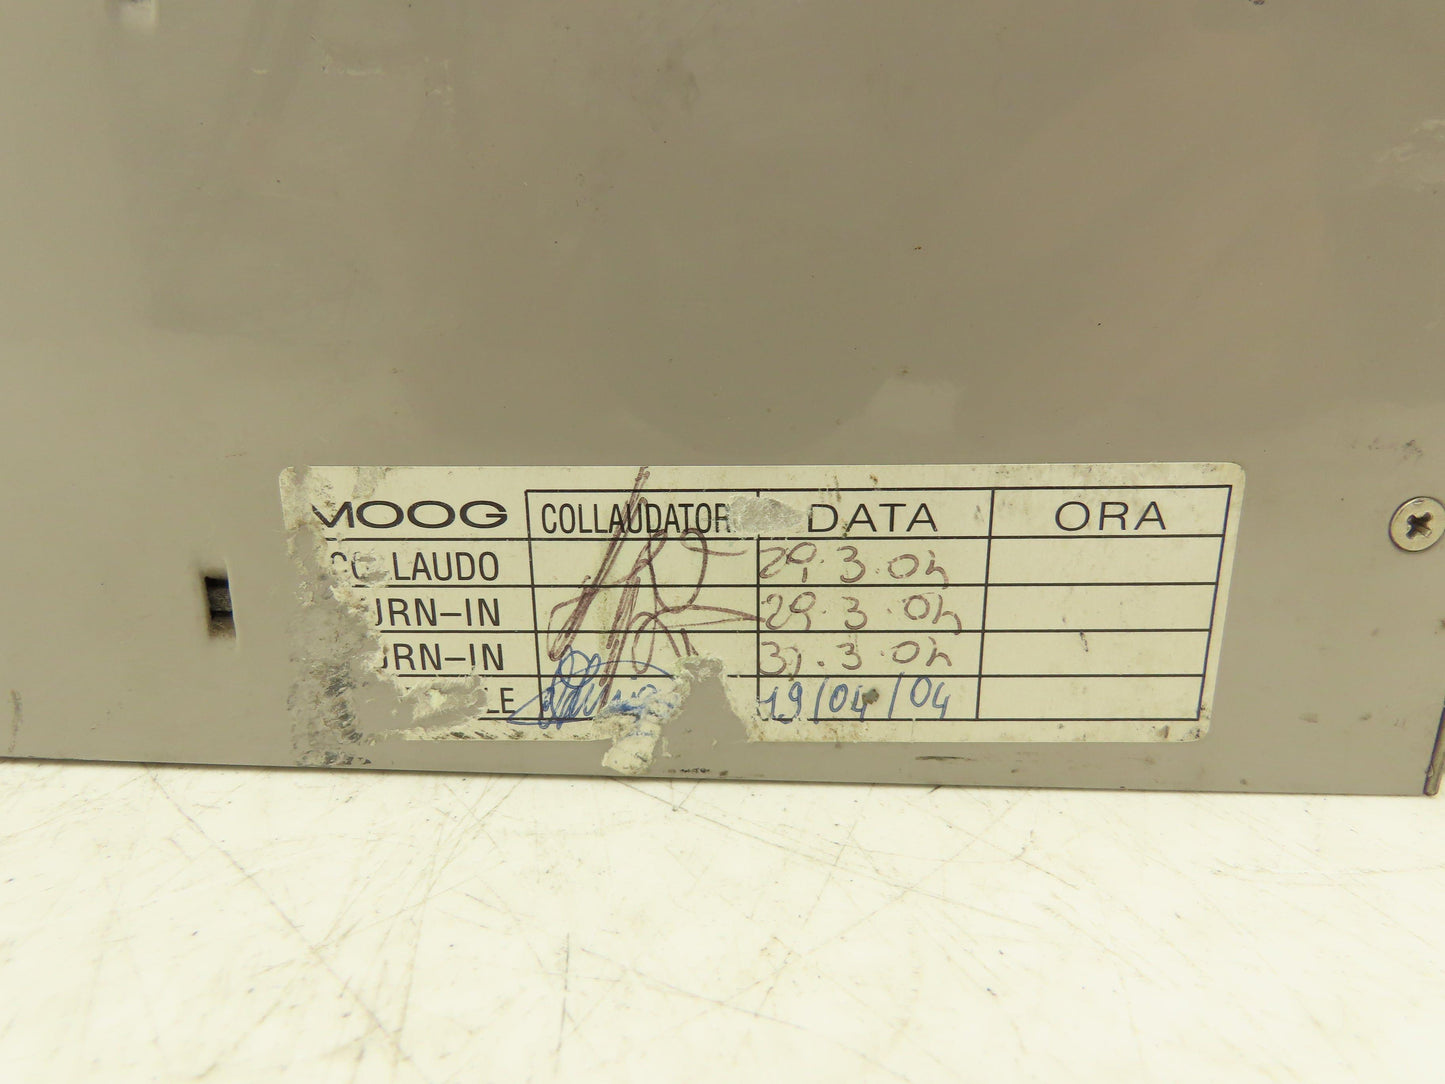 MOOG COLLAUDATOR DATA ORA
COLLAUDO 29.3.04
URN-IN 29.3.04
URN-IN 31.3.04
LE 19/04/04